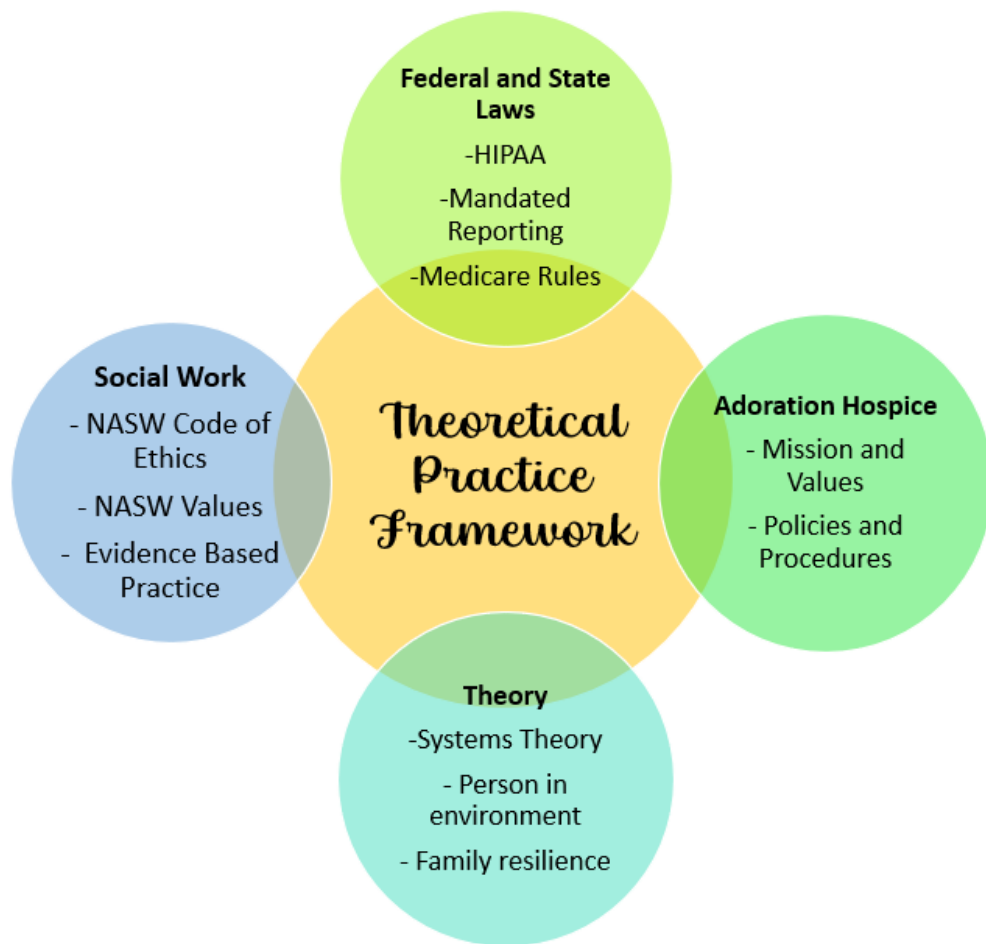 Federal and State
Laws
-HIPAA
-Mandated
Reporting
-Medicare Rules
Social Work
- NASW Code of
Ethics
- NASW Values
- Evidence Based
Practice
Theoretical
Practice
Framework
Adoration Hospice
- Mission and
Values
- Policies and
Procedures
Theory
-Systems Theory
- Person in
environment
- Family resilience